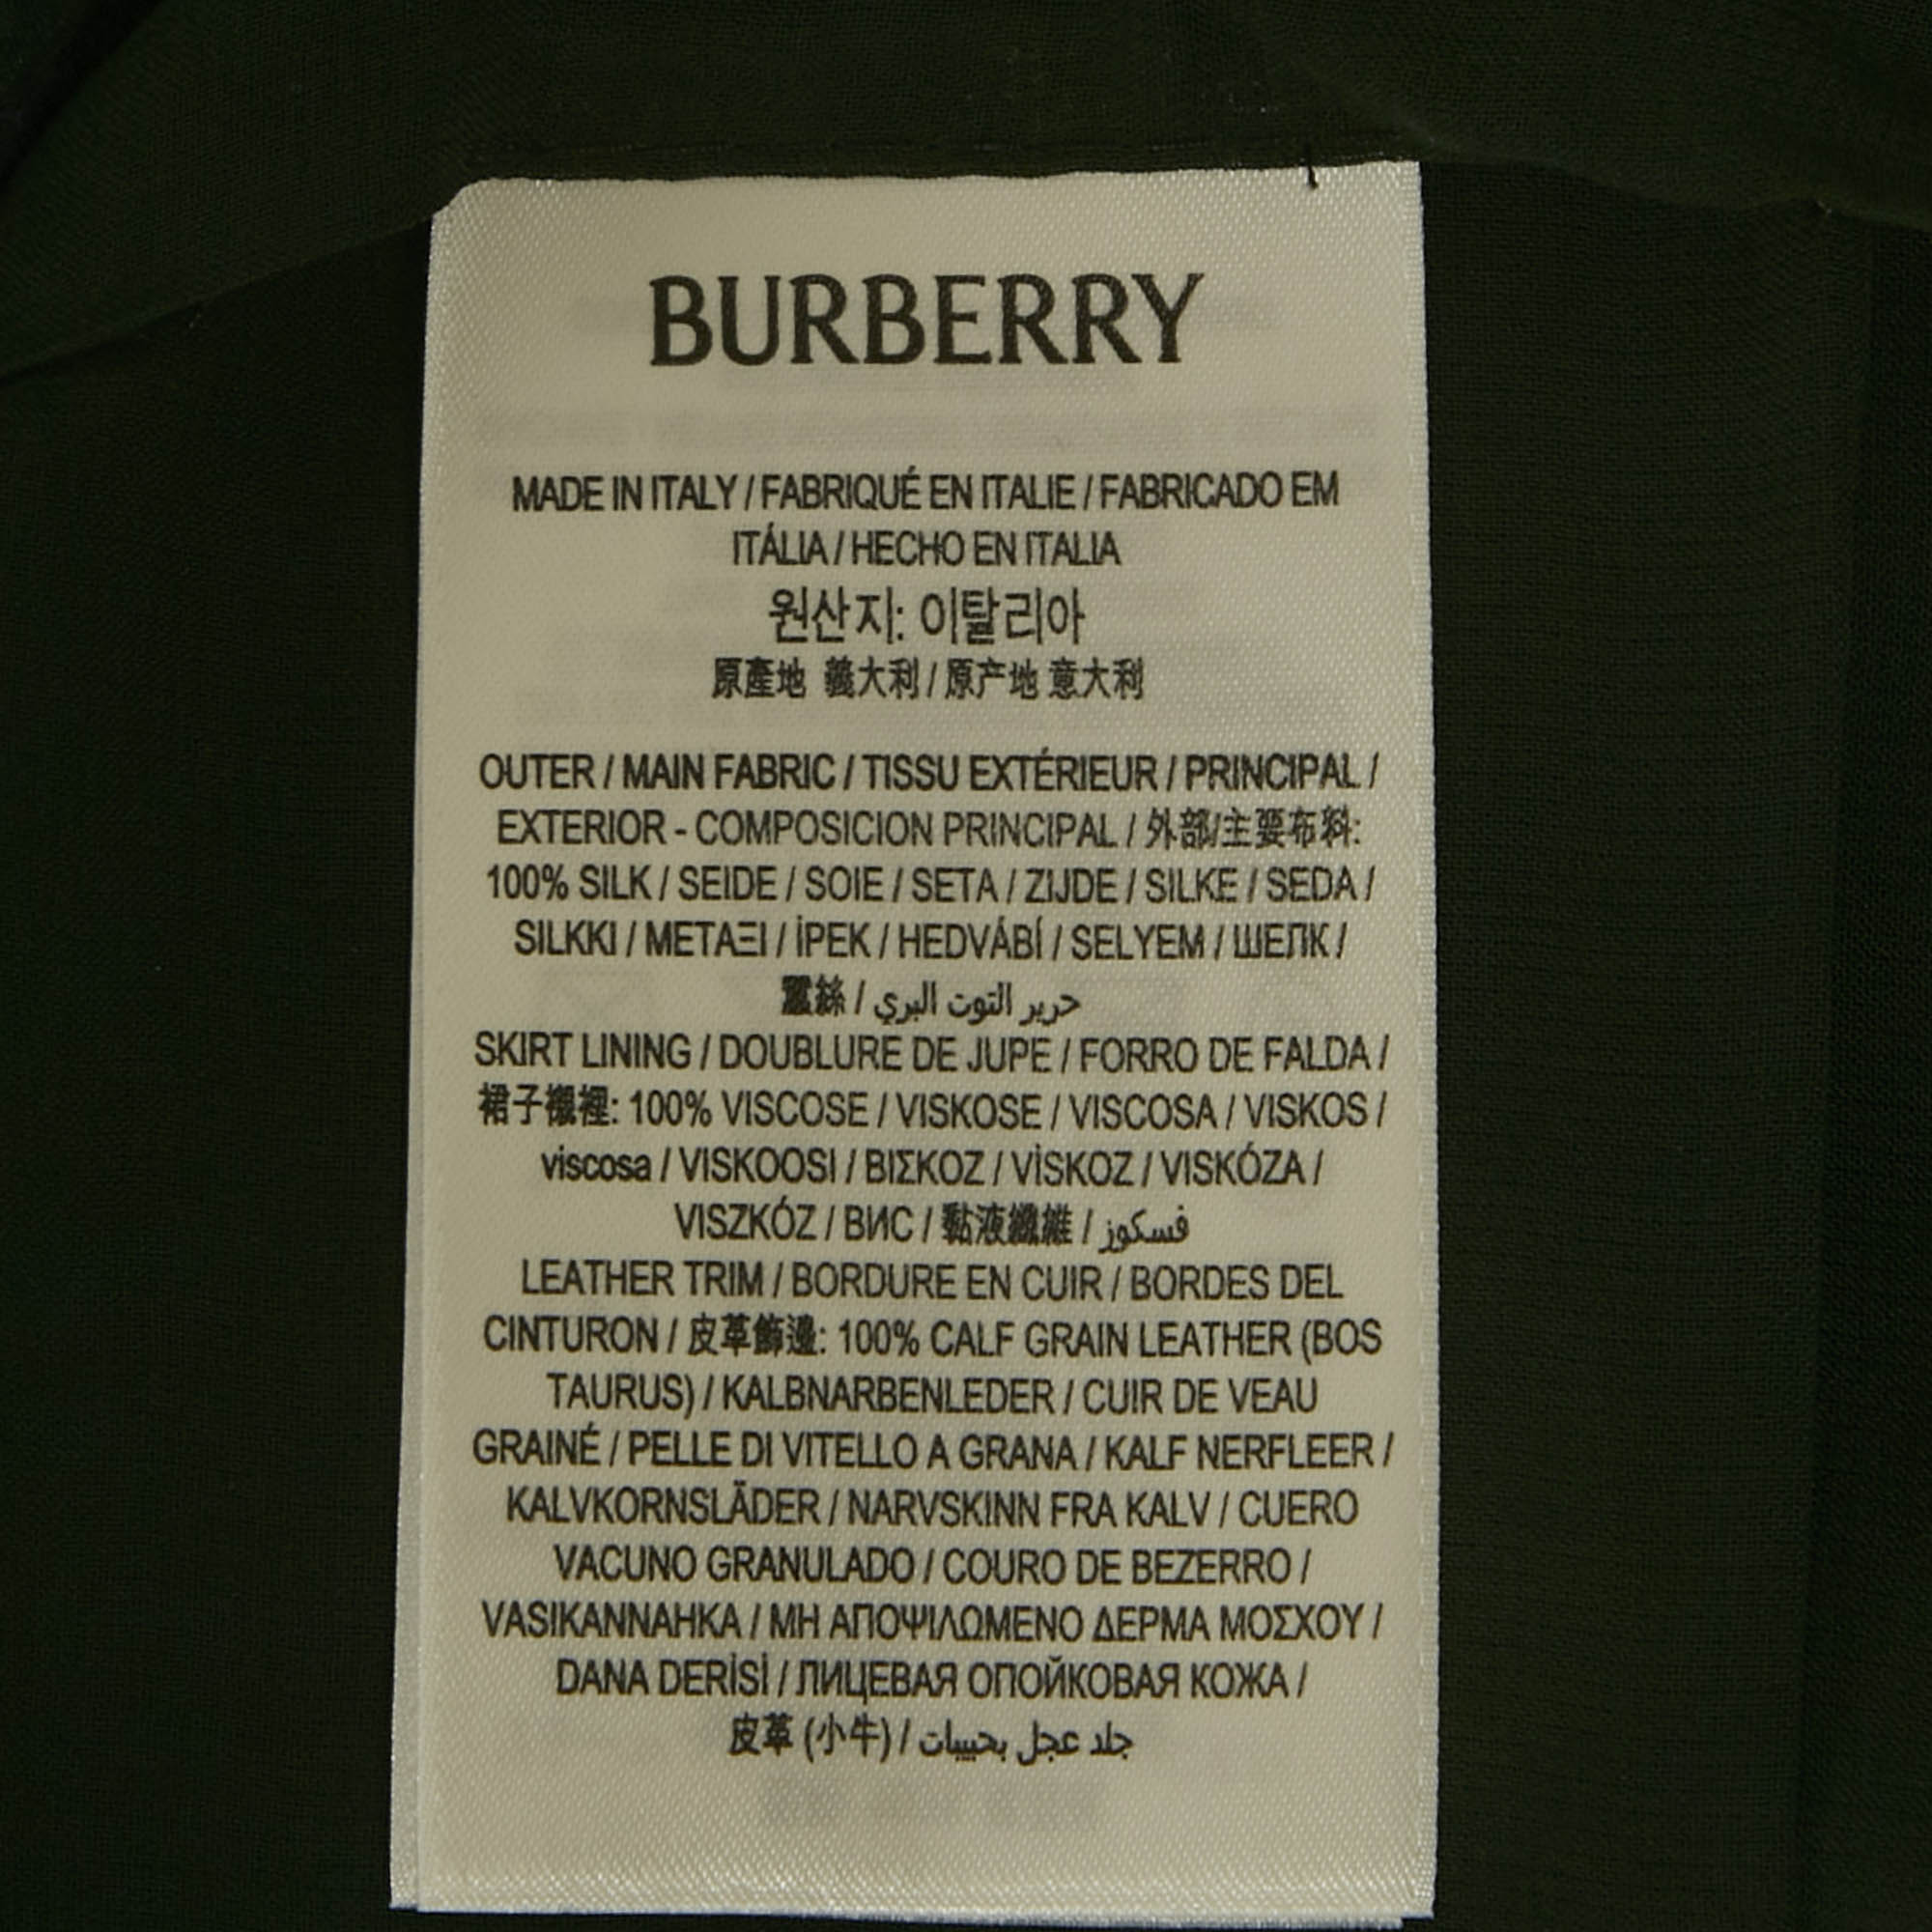 BURBERRY
MADE IN ITALY / FABRIQUÉ EN ITALIE / FABRICADO EM
ITÁLIA / HECHO EN ITALIA
원산지: 이탈리아
原產地 義大利 / 原产地 意大利
OUTER / MAIN FABRIC / TISSU EXTÉRIEUR / PRINCIPAL /
EXTERIOR - COMPOSICION PRINCIPAL / 外部/主要布料:
100% SILK / SEIDE / SOIE / SETA / ZIJDE / SILKE / SEDA /
SILKKI / ΜΕΤΑΞΙ / İPEK / HEDVÁBÍ / SELYEM / ШЕЛК /
蠶絲 / حرير التوت البري
SKIRT LINING / DOUBLURE DE JUPE / FORRO DE FALDA /
裙子襯裡: 100% VISCOSE / VISKOSE / VISCOSA / VISKOS /
viscosa / VISKOOSI / ΒΙΣΚΟΖ / VİSKOZ / VISKÓZA /
VISZKÓZ / ВИС / 黏液纖維 / فسكوز
LEATHER TRIM / BORDURE EN CUIR / BORDES DEL
CINTURON / 皮革飾邊: 100% CALF GRAIN LEATHER (BOS
TAURUS) / KALBNARBENLEDER / CUIR DE VEAU
GRAINÉ / PELLE DI VITELLO A GRANA / KALF NERFLEER /
KALVKORNSLÄDER / NARVSKINN FRA KALV / CUERO
VACUNO GRANULADO / COURO DE BEZERRO /
VASIKANNAHKA / ΜΗ ΑΠΟΨΙΛΩΜΕΝΟ ΔΕΡΜΑ ΜΟΣΧΟΥ /
DANA DERİSİ / ЛИЦЕВАЯ ОПОЙКОВАЯ КОЖА /
皮革 (小牛) / جلد عجل بحبيبات